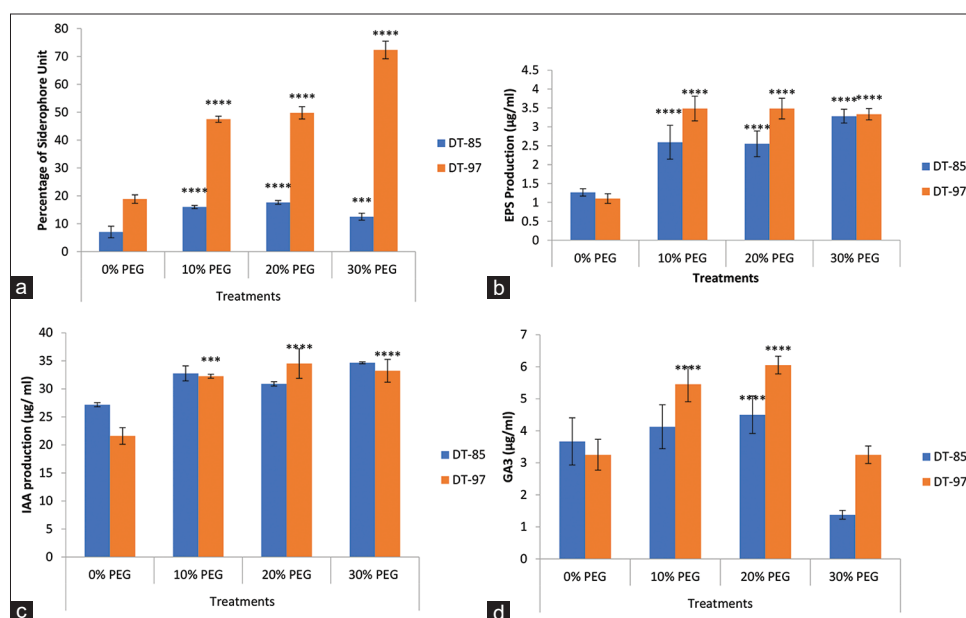 80
70
60
50
40
30
20
10
0
Percentage of Siderophore Unit
****
****
****
****
****
***
DT-85
DT-97
0% PEG 10% PEG 20% PEG 30% PEG
Treatments
a
4.5
4
3.5
3
2.5
2
1.5
1
0.5
0
EPS Production (µg/ml)
**** ****
**** ****
**** ****
DT-85
DT-97
0% PEG 10% PEG 20% PEG 30% PEG
Treatments
b
40
35
30
25
20
15
10
5
0
IAA production (µg/ ml)
*** **** ****
DT-85
DT-97
0% PEG 10% PEG 20% PEG 30% PEG
Treatments
c
7
6
5
4
3
2
1
0
GA3 (µg/ml)
**** **** ****
DT-85
DT-97
0% PEG 10% PEG 20% PEG 30% PEG
Treatments
d